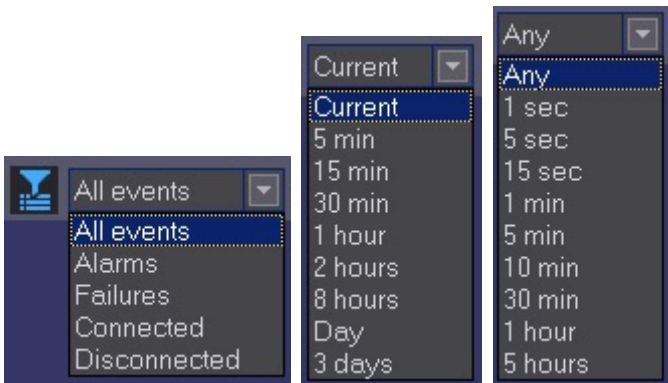 All events
All events
Alarms
Failures
Connected
Disconnected
Current
Current
5 min
15 min
30 min
1 hour
2 hours
8 hours
Day
3 days
Any
Any
1 sec
5 sec
15 sec
1 min
5 min
10 min
30 min
1 hour
5 hours